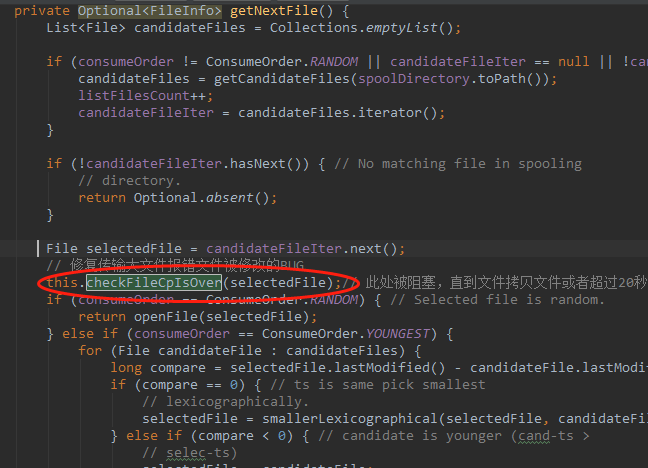 private Optional<FileInfo> getNextFile() {
List<File> candidateFiles = Collections.emptyList();
if (consumeOrder != ConsumeOrder.RANDOM || candidateFileIter == null || !ca
candidateFiles = getCandidateFiles(spoolDirectory.toPath());
listFilesCount++;
candidateFileIter = candidateFiles.iterator();
}
if (!candidateFileIter.hasNext()) { // No matching file in spooling
// directory.
return Optional.absent();
}
File selectedFile = candidateFileIter.next();
// 修复传输大文件报错文件被修改的BUG
this.checkFileCpIsOver(selectedFile);// 此处被阻塞，直到文件拷贝文件或者超过20秒
if (consumeOrder == ConsumeOrder.RANDOM) { // Selected file is random.
return openFile(selectedFile);
} else if (consumeOrder == ConsumeOrder.YOUNGEST) {
for (File candidateFile : candidateFiles) {
long compare = selectedFile.lastModified() - candidateFile.lastModif
if (compare == 0) { // ts is same pick smallest
// lexicographically.
selectedFile = smallerLexicographical(selectedFile, candidateFil
} else if (compare < 0) { // candidate is younger (cand-ts >
// selec-ts)
selectedFile = candidateFile;